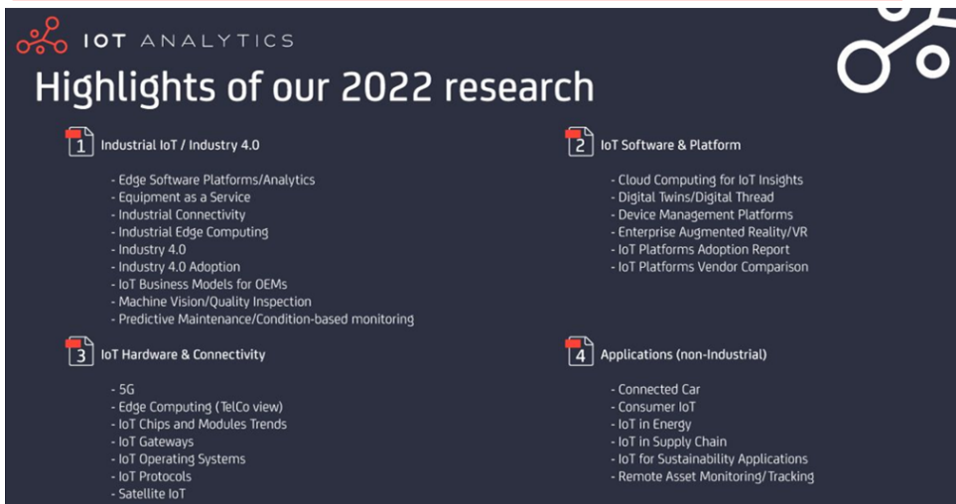 IOT ANALYTICS
Highlights of our 2022 research
1 Industrial IoT / Industry 4.0
- Edge Software Platforms/Analytics
- Equipment as a Service
- Industrial Connectivity
- Industrial Edge Computing
- Industry 4.0
- Industry 4.0 Adoption
- IoT Business Models for OEMs
- Machine Vision/Quality Inspection
- Predictive Maintenance/Condition-based monitoring
2 IoT Software & Platform
- Cloud Computing for IoT Insights
- Digital Twins/Digital Thread
- Device Management Platforms
- Enterprise Augmented Reality/VR
- IoT Platforms Adoption Report
- IoT Platforms Vendor Comparison
3 IoT Hardware & Connectivity
- 5G
- Edge Computing (TelCo view)
- IoT Chips and Modules Trends
- IoT Gateways
- IoT Operating Systems
- IoT Protocols
- Satellite IoT
4 Applications (non-Industrial)
- Connected Car
- Consumer IoT
- IoT in Energy
- IoT in Supply Chain
- IoT for Sustainability Applications
- Remote Asset Monitoring/Tracking